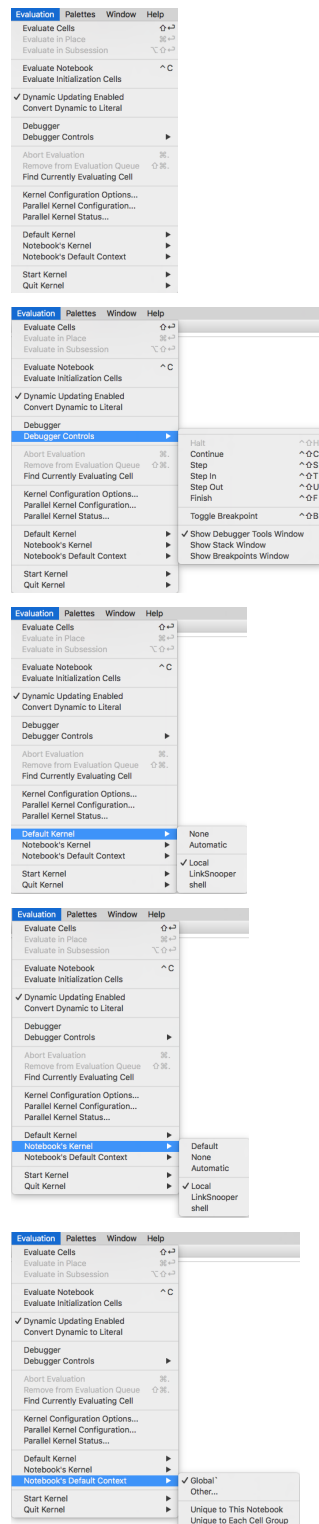 Evaluation Palettes Window Help
Evaluate Cells ⇧⏎
Evaluate in Place ⌘⏎
Evaluate in Subsession ⌥⇧⏎
Evaluate Notebook ^C
Evaluate Initialization Cells
✓ Dynamic Updating Enabled
Convert Dynamic to Literal
Debugger
Debugger Controls ▶
Abort Evaluation ⌘.
Remove from Evaluation Queue ⇧⌘.
Find Currently Evaluating Cell
Kernel Configuration Options...
Parallel Kernel Configuration...
Parallel Kernel Status...
Default Kernel ▶
Notebook's Kernel ▶
Notebook's Default Context ▶
Start Kernel ▶
Quit Kernel ▶
Evaluation Palettes Window Help
Evaluate Cells ⇧⏎
Evaluate in Place ⌘⏎
Evaluate in Subsession ⌥⇧⏎
Evaluate Notebook ^C
Evaluate Initialization Cells
✓ Dynamic Updating Enabled
Convert Dynamic to Literal
Debugger
Debugger Controls ▶
Abort Evaluation ⌘.
Remove from Evaluation Queue ⇧⌘.
Find Currently Evaluating Cell
Kernel Configuration Options...
Parallel Kernel Configuration...
Parallel Kernel Status...
Default Kernel ▶
Notebook's Kernel ▶
Notebook's Default Context ▶
Start Kernel ▶
Quit Kernel ▶
Halt ^⇧H
Continue ^⇧C
Step ^⇧S
Step In ^⇧T
Step Out ^⇧U
Finish ^⇧F
Toggle Breakpoint ^⇧B
✓ Show Debugger Tools Window
Show Stack Window
Show Breakpoints Window
Evaluation Palettes Window Help
Evaluate Cells ⇧⏎
Evaluate in Place ⌘⏎
Evaluate in Subsession ⌥⇧⏎
Evaluate Notebook ^C
Evaluate Initialization Cells
✓ Dynamic Updating Enabled
Convert Dynamic to Literal
Debugger
Debugger Controls ▶
Abort Evaluation ⌘.
Remove from Evaluation Queue ⇧⌘.
Find Currently Evaluating Cell
Kernel Configuration Options...
Parallel Kernel Configuration...
Parallel Kernel Status...
Default Kernel ▶
Notebook's Kernel ▶
Notebook's Default Context ▶
Start Kernel ▶
Quit Kernel ▶
None
Automatic
✓ Local
LinkSnooper
shell
Evaluation Palettes Window Help
Evaluate Cells ⇧⏎
Evaluate in Place ⌘⏎
Evaluate in Subsession ⌥⇧⏎
Evaluate Notebook ^C
Evaluate Initialization Cells
✓ Dynamic Updating Enabled
Convert Dynamic to Literal
Debugger
Debugger Controls ▶
Abort Evaluation ⌘.
Remove from Evaluation Queue ⇧⌘.
Find Currently Evaluating Cell
Kernel Configuration Options...
Parallel Kernel Configuration...
Parallel Kernel Status...
Default Kernel ▶
Notebook's Kernel ▶
Notebook's Default Context ▶
Start Kernel ▶
Quit Kernel ▶
Default
None
Automatic
✓ Local
LinkSnooper
shell
Evaluation Palettes Window Help
Evaluate Cells ⇧⏎
Evaluate in Place ⌘⏎
Evaluate in Subsession ⌥⇧⏎
Evaluate Notebook ^C
Evaluate Initialization Cells
✓ Dynamic Updating Enabled
Convert Dynamic to Literal
Debugger
Debugger Controls ▶
Abort Evaluation ⌘.
Remove from Evaluation Queue ⇧⌘.
Find Currently Evaluating Cell
Kernel Configuration Options...
Parallel Kernel Configuration...
Parallel Kernel Status...
Default Kernel ▶
Notebook's Kernel ▶
Notebook's Default Context ▶
Start Kernel ▶
Quit Kernel ▶
✓ Global`
Other...
Unique to This Notebook
Unique to Each Cell Group